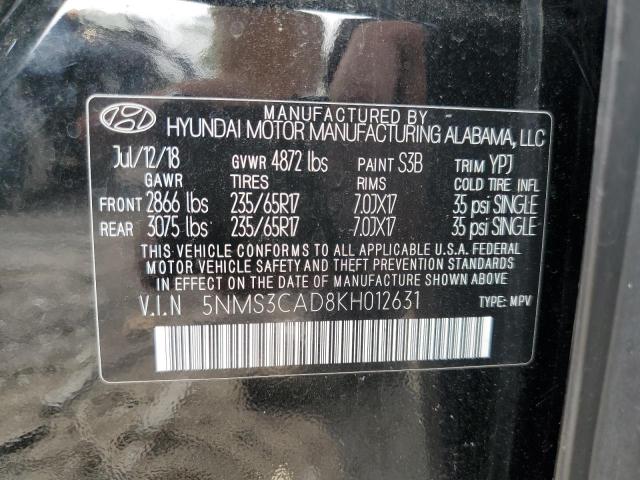 MANUFACTURED BY -
HYUNDAI MOTOR MANUFACTURING ALABAMA, LLC
Jul/12/18 GVWR 4872 lbs PAINT S3B TRIM YPJ
GAWR TIRES RIMS COLD TIRE INFL
FRONT 2866 lbs 235/65R17 7.0JX17 35 psi SINGLE
REAR 3075 lbs 235/65R17 -7.0JX17 35 psi SINGLE
THIS VEHICLE CONFORMS TO ALL APPLICABLE U.S.A. FEDERAL
MOTOR VEHICLE SAFETY AND THEFT PREVENTION STANDARDS
IN EFFECT ON THE DATE OF MANUFACTURE SHOWN ABOVE.
V.I.N 5NMS3CAD8KH012631 TYPE: MPV